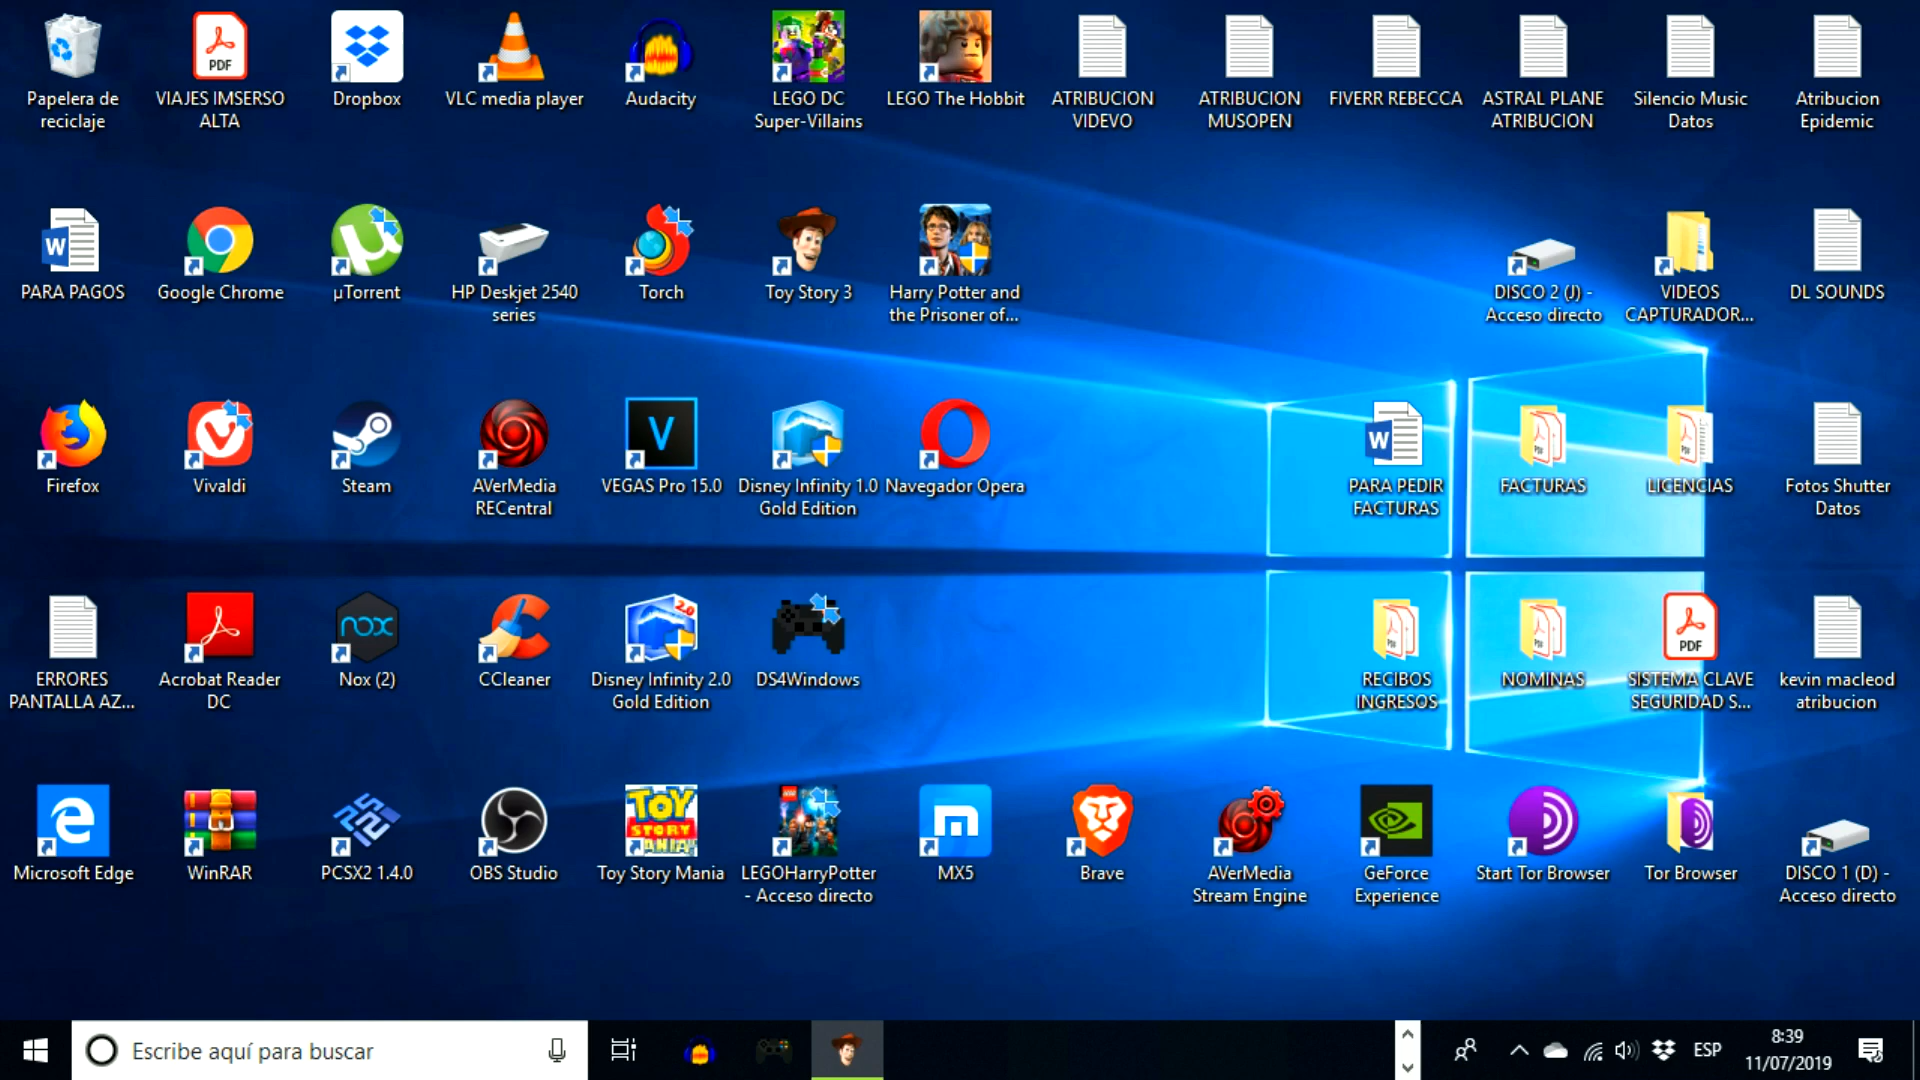 Papelera de
reciclaje
VIAJES IMSERSO
ALTA
Dropbox
VLC media player
Audacity
LEGO DC
Super-Villains
LEGO The Hobbit
ATRIBUCION
VIDEVO
ATRIBUCION
MUSOPEN
FIVERR REBECCA
ASTRAL PLANE
ATRIBUCION
Silencio Music
Datos
Atribucion
Epidemic
PARA PAGOS
Google Chrome
µTorrent
HP Deskjet 2540
series
Torch
Toy Story 3
Harry Potter and
the Prisoner of...
DISCO 2 (J) -
Acceso directo
VIDEOS
CAPTURADOR...
DL SOUNDS
Firefox
Vivaldi
Steam
AVerMedia
RECentral
VEGAS Pro 15.0
Disney Infinity 1.0
Gold Edition
Navegador Opera
PARA PEDIR
FACTURAS
FACTURAS
LICENCIAS
Fotos Shutter
Datos
ERRORES
PANTALLA AZ...
Acrobat Reader
DC
nox
Nox (2)
CCleaner
2.0
Disney Infinity 2.0
Gold Edition
DS4Windows
RECIBOS
INGRESOS
NOMINAS
PDF
SISTEMA CLAVE
SEGURIDAD S...
kevin macleod
atribucion
Microsoft Edge
WinRAR
PCSX2 1.4.0
OBS Studio
TOY
STORY
MANIA!
Toy Story Mania
LEGOHarryPotter
- Acceso directo
MX5
Brave
AVerMedia
Stream Engine
GeForce
Experience
Start Tor Browser
Tor Browser
DISCO 1 (D) -
Acceso directo
Escribe aquí para buscar
ESP
8:39
11/07/2019